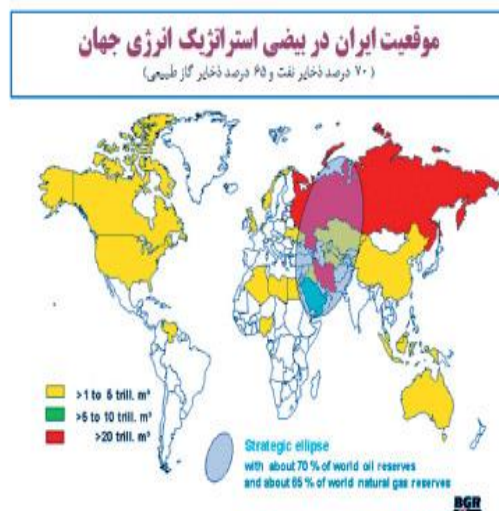 موقعیت ایران در بیضی استراتژیک انرژی جهان
( ۷۰ درصد ذخایر نفت و ۶۵ درصد ذخایر گاز طبیعی)
>1 to 5 trill. m³
>5 to 10 trill. m³
>20 trill. m³
Strategic ellipse
with about 70 % of world oil reserves
and about 65 % of world natural gas reserves
BGR